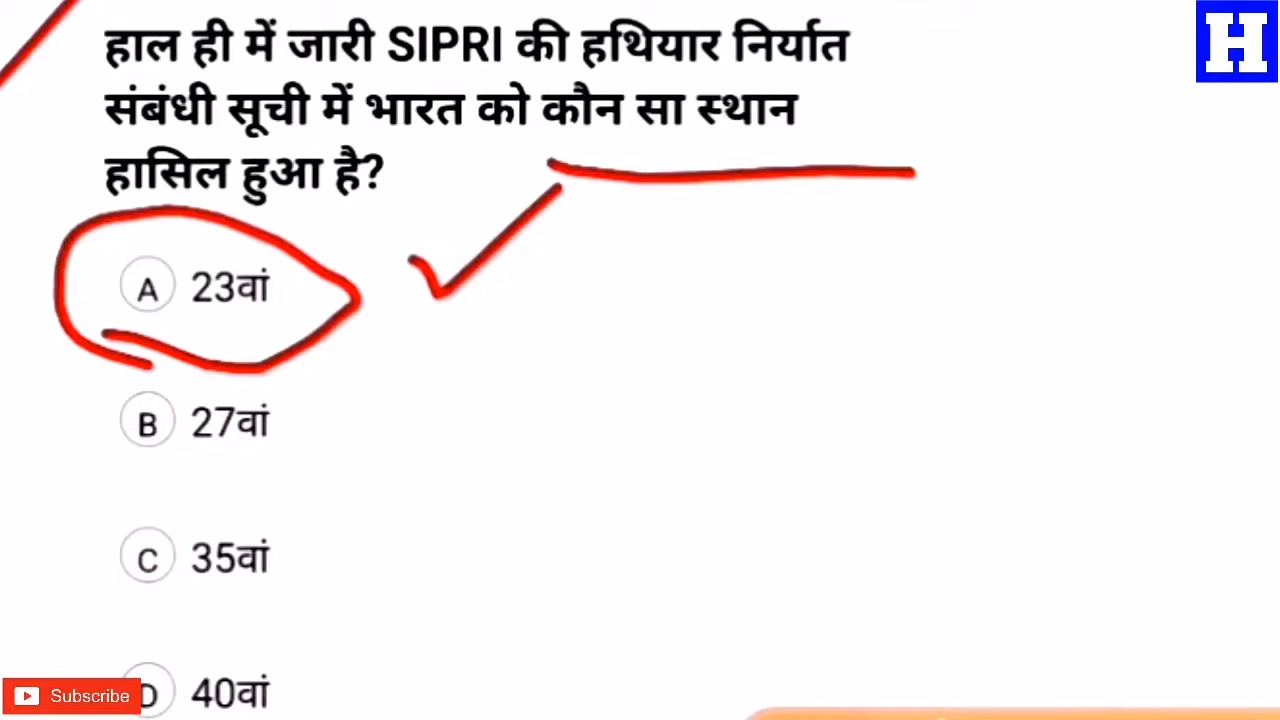 H
हाल ही में जारी SIPRI की हथियार निर्यात
संबंधी सूची में भारत को कौन सा स्थान
हासिल हुआ है?
A 23वां
B 27वां
C 35वां
D 40वां
Subscribe